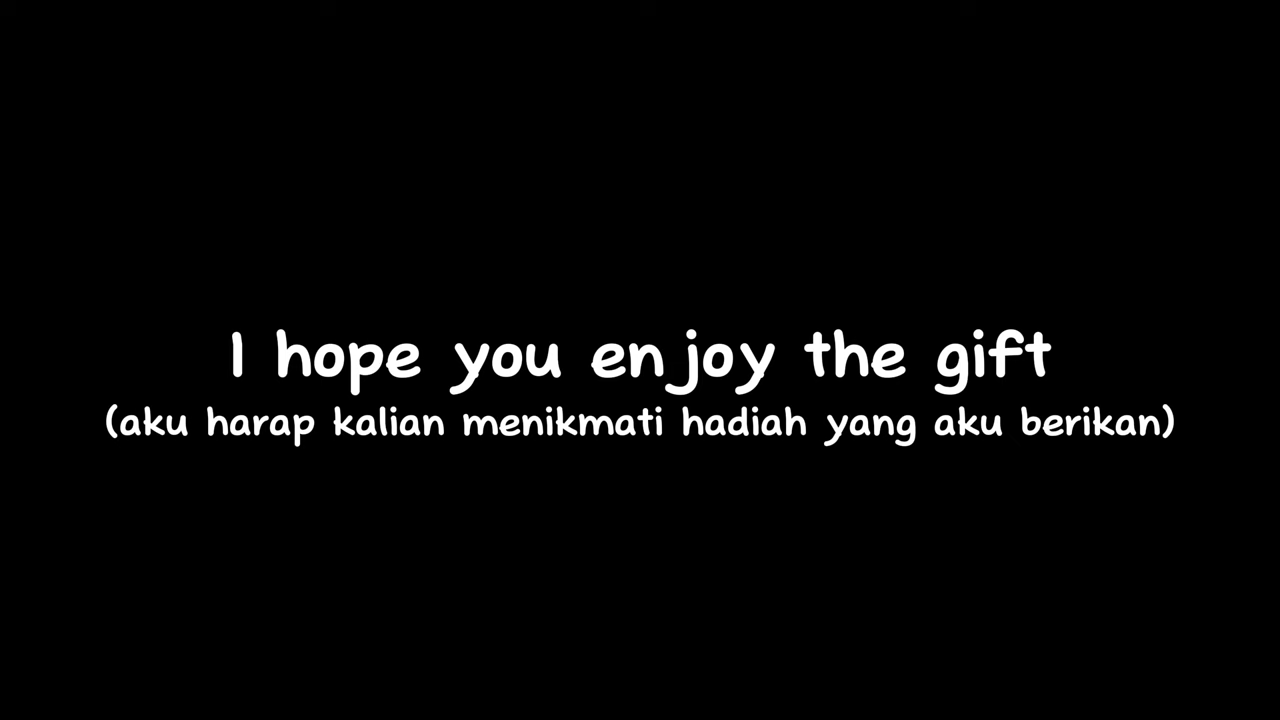 I hope you enjoy the gift
(aku harap kalian menikmati hadiah yang aku berikan)